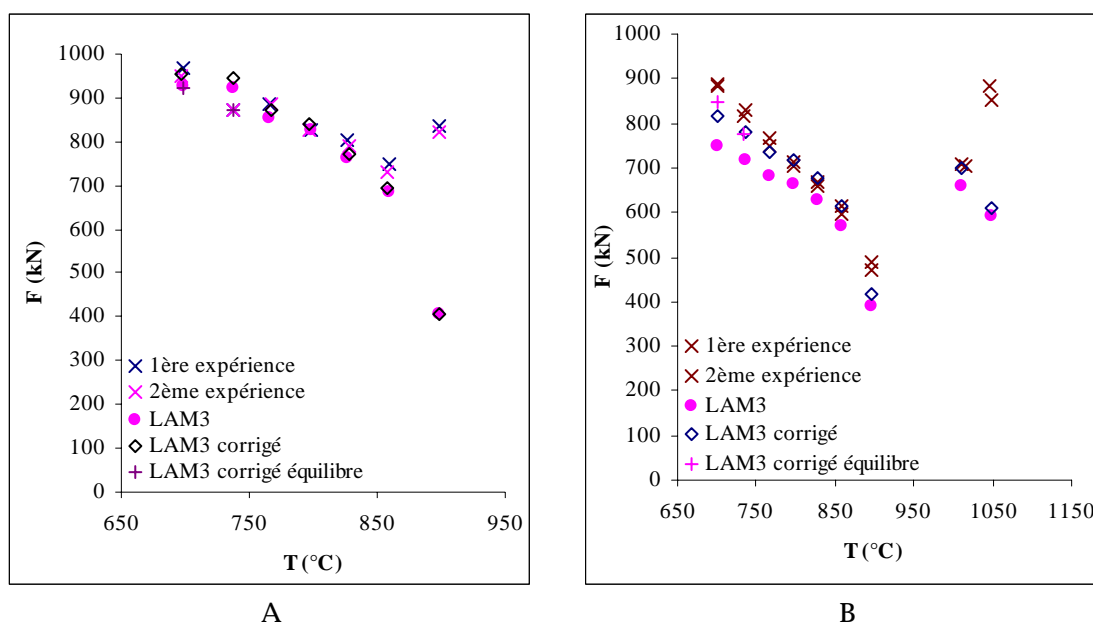 1000
900
800
700
600
500
400
300
200
100
0
F (kN)
650
750
850
950
T (°C)
1ère expérience
2ème expérience
LAM3
LAM3 corrigé
LAM3 corrigé équilibre
A
1000
900
800
700
600
500
400
300
200
100
0
F (kN)
650
750
850
950
1050
1150
T (°C)
1ère expérience
2ème expérience
LAM3
LAM3 corrigé
LAM3 corrigé équilibre
B